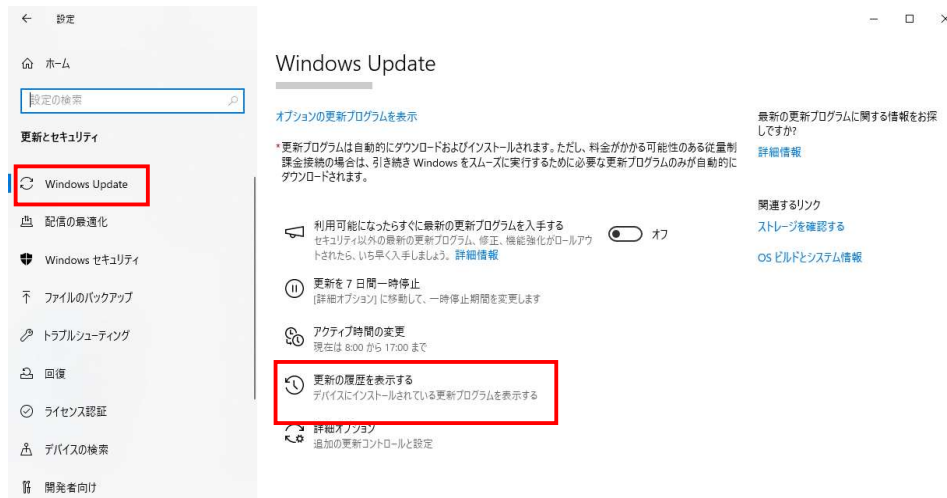 設定
ホーム
設定の検索
更新とセキュリティ
Windows Update
配信の最適化
Windows セキュリティ
ファイルのバックアップ
トラブルシューティング
回復
ライセンス認証
デバイスの検索
開発者向け
Windows Update
オプションの更新プログラムを表示
*更新プログラムは自動的にダウンロードおよびインストールされます。ただし、料金がかかる可能性のある従量制
課金接続の場合は、引き続き Windows をスムーズに実行するために必要な更新プログラムのみが自動的に
ダウンロードされます。
利用可能になったらすぐに最新の更新プログラムを入手する
セキュリティ以外の最新の更新プログラム、修正、機能強化がロールアウ
トされたら、いち早く入手しましょう。 詳細情報
オフ
更新を 7 日間一時停止
[詳細オプション] に移動して、一時停止期間を変更します
アクティブ時間の変更
現在は 8:00 から 17:00 まで
更新の履歴を表示する
デバイスにインストールされている更新プログラムを表示する
詳細オプション
追加の更新コントロールと設定
最新の更新プログラムに関する情報をお探
しですか?
詳細情報
関連するリンク
ストレージを確認する
OS ビルドとシステム情報